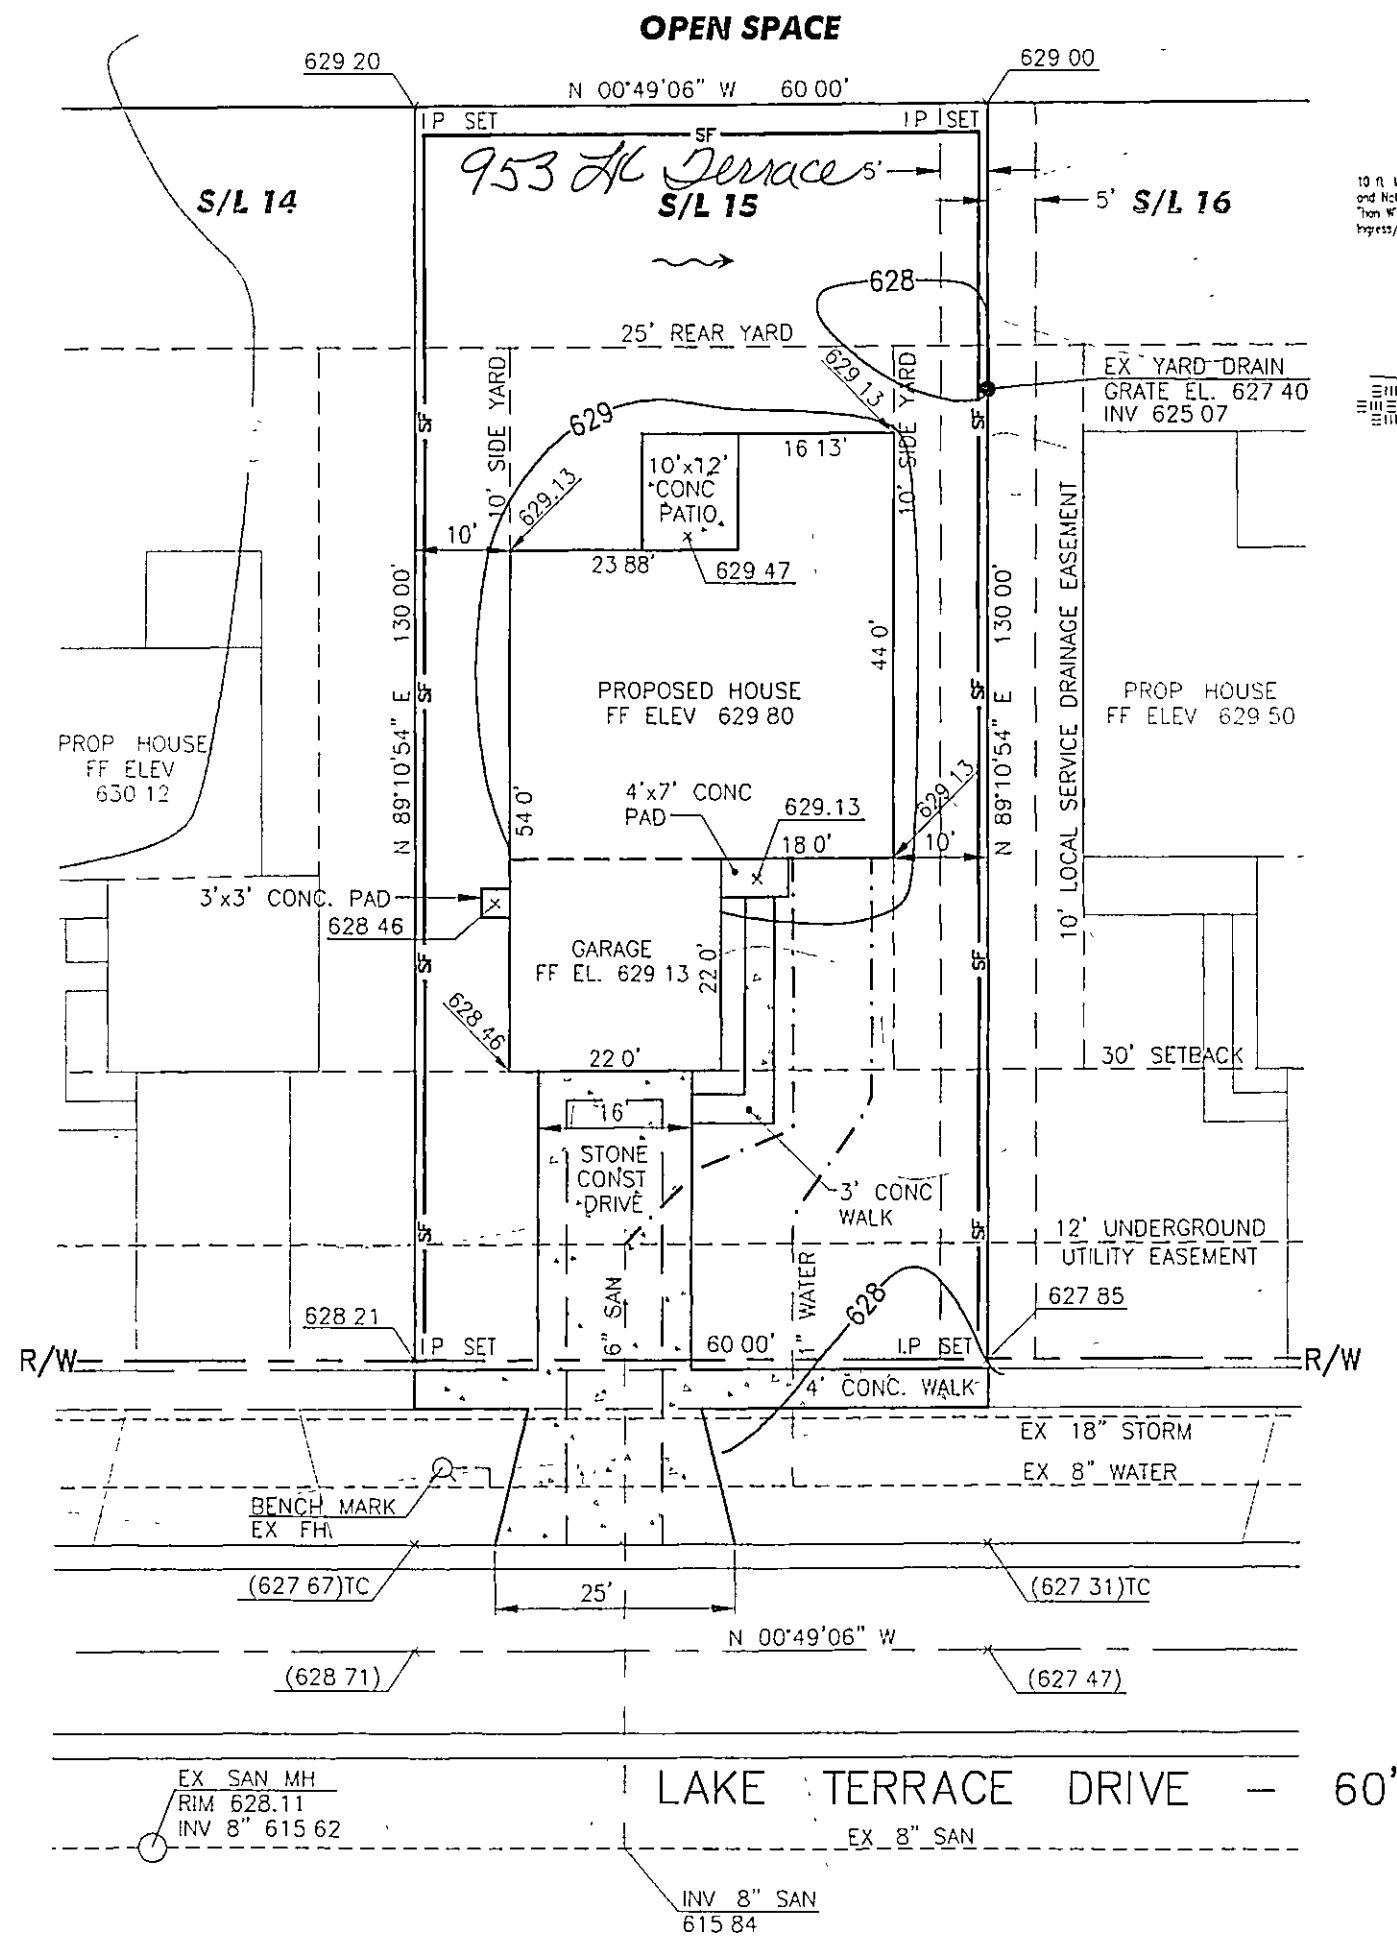 OPEN SPACE
629 20
629 00
N 00°49'06" W 60 00'
I P SET
I P SET
SF
953 LK Terrace
5'
S/L 14
S/L 15
5'
S/L 16
10 ft
628
25' REAR YARD
629 13
EX YARD DRAIN
GRATE EL. 627 40
INV 625 07
10' SIDE YARD
10' SIDE YARD
629
SF
SF
16 13'
10'x12'
CONC
PATIO
629.13
10'
23 88'
629 47
130 00'
130 00'
44 0'
10' LOCAL SERVICE DRAINAGE EASEMENT
SF
SF
PROPOSED HOUSE
FF ELEV 629 80
PROP HOUSE
FF ELEV 629 50
N 89°10'54" E
N 89°10'54" E
PROP HOUSE
FF ELEV
630 12
54 0'
4'x7' CONC
PAD
629.13
629 13
18 0'
10'
3'x3' CONC. PAD
628 46
GARAGE
FF EL. 629 13
22 0'
SF
SF
628 46
22 0'
30' SETBACK
16'
STONE
CONST
DRIVE
3' CONC
WALK
SF
SF
12' UNDERGROUND
UTILITY EASEMENT
6" SAN
1" WATER
628
627 85
628 21
I P SET
60 00'
I.P SET
R/W
R/W
4' CONC. WALK
EX 18" STORM
EX 8" WATER
BENCH MARK
EX FH
(627 67)TC
25'
(627 31)TC
N 00°49'06" W
(628 71)
(627 47)
EX SAN MH
RIM 628.11
INV 8" 615 62
LAKE TERRACE DRIVE - 60'
EX 8" SAN
INV 8" SAN
615 84